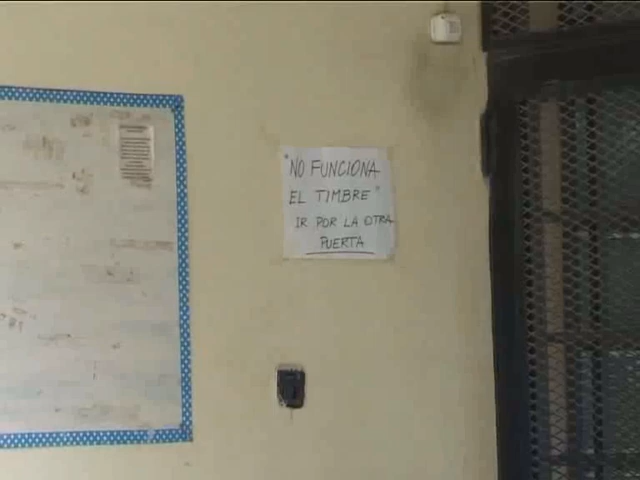 "NO FUNCIONA
EL TIMBRE"
IR POR LA OTRA
PUERTA